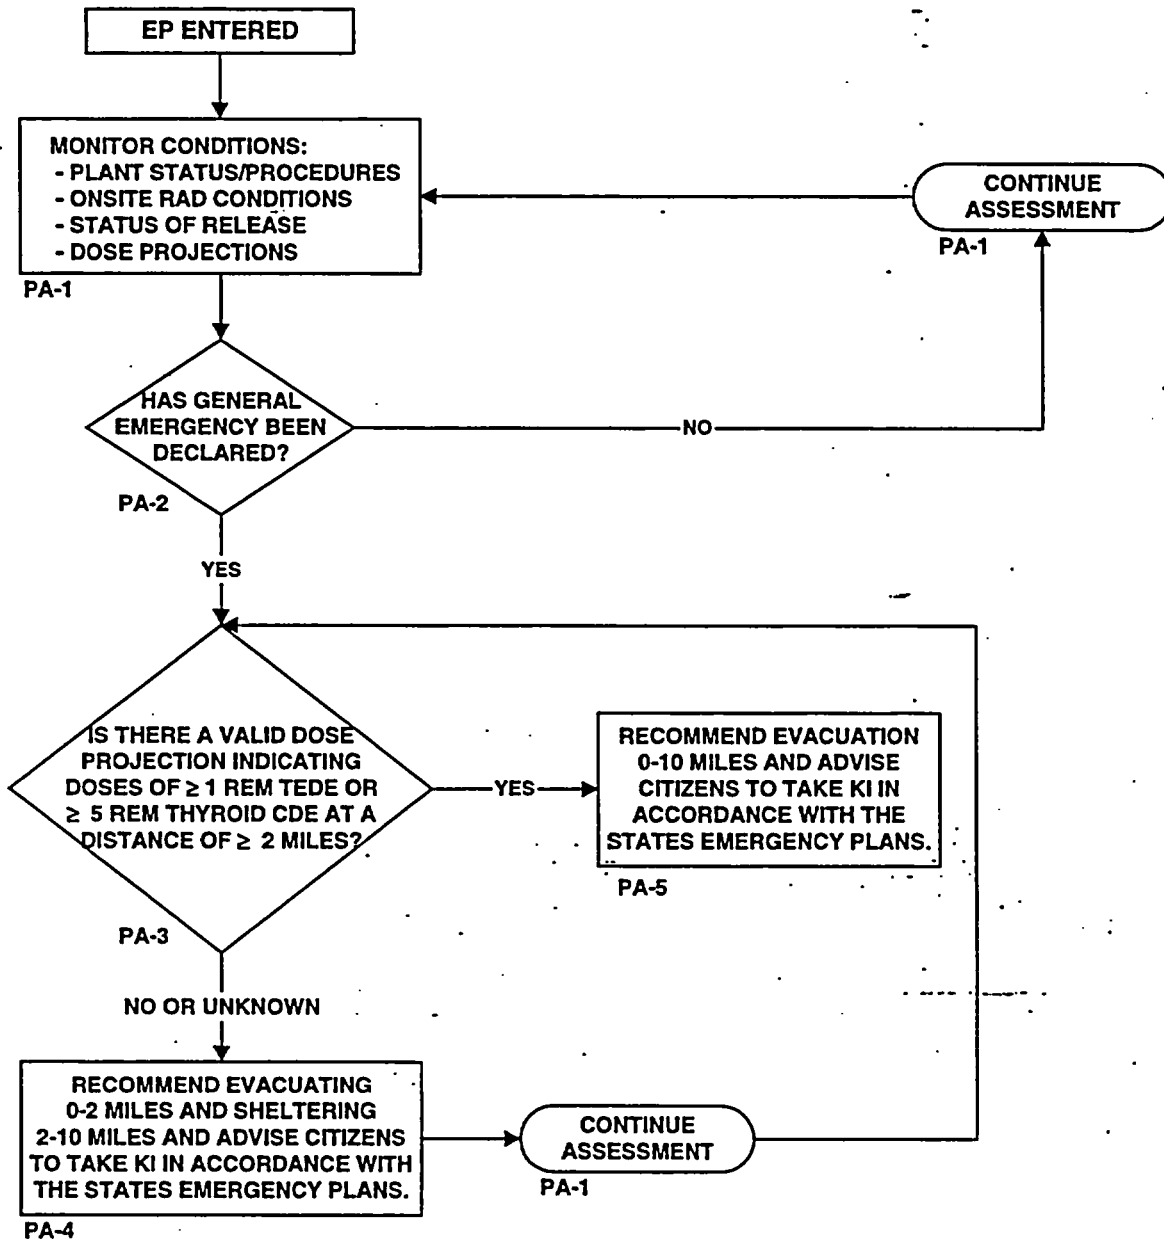 EP ENTERED
MONITOR CONDITIONS:
- PLANT STATUS/PROCEDURES
- ONSITE RAD CONDITIONS
- STATUS OF RELEASE
- DOSE PROJECTIONS
PA-1
CONTINUE
ASSESSMENT
PA-1
HAS GENERAL
EMERGENCY BEEN
DECLARED?
PA-2
NO
YES
IS THERE A VALID DOSE
PROJECTION INDICATING
DOSES OF ≥ 1 REM TEDE OR
≥ 5 REM THYROID CDE AT A
DISTANCE OF ≥ 2 MILES?
PA-3
YES
RECOMMEND EVACUATION
0-10 MILES AND ADVISE
CITIZENS TO TAKE KI IN
ACCORDANCE WITH THE
STATES EMERGENCY PLANS.
PA-5
NO OR UNKNOWN
RECOMMEND EVACUATING
0-2 MILES AND SHELTERING
2-10 MILES AND ADVISE CITIZENS
TO TAKE KI IN ACCORDANCE WITH
THE STATES EMERGENCY PLANS.
PA-4
CONTINUE
ASSESSMENT
PA-1